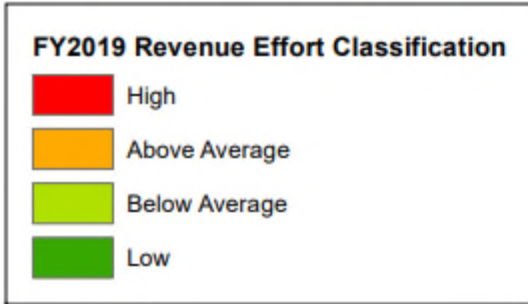 FY2019 Revenue Effort Classification
High
Above Average
Below Average
Low